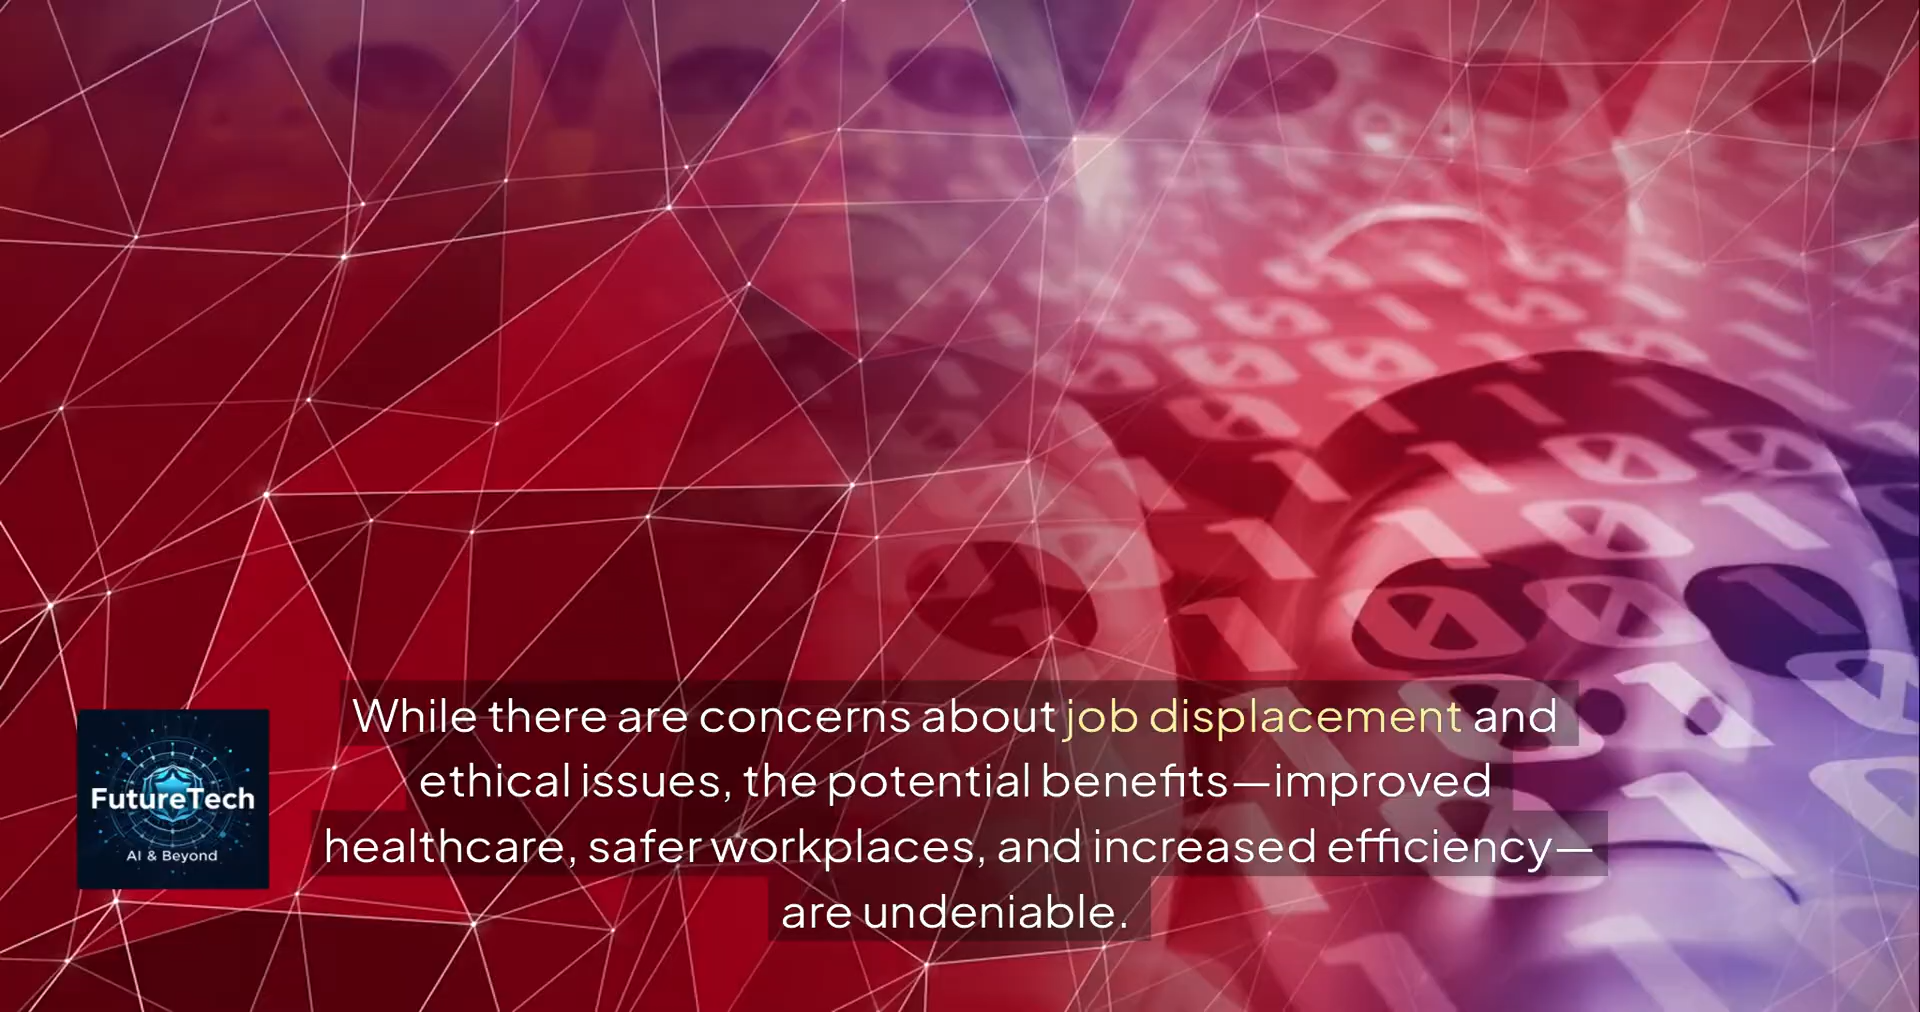 While there are concerns about job displacement and
ethical issues, the potential benefits—improved
healthcare, safer workplaces, and increased efficiency—
are undeniable.
FutureTech
AI & Beyond